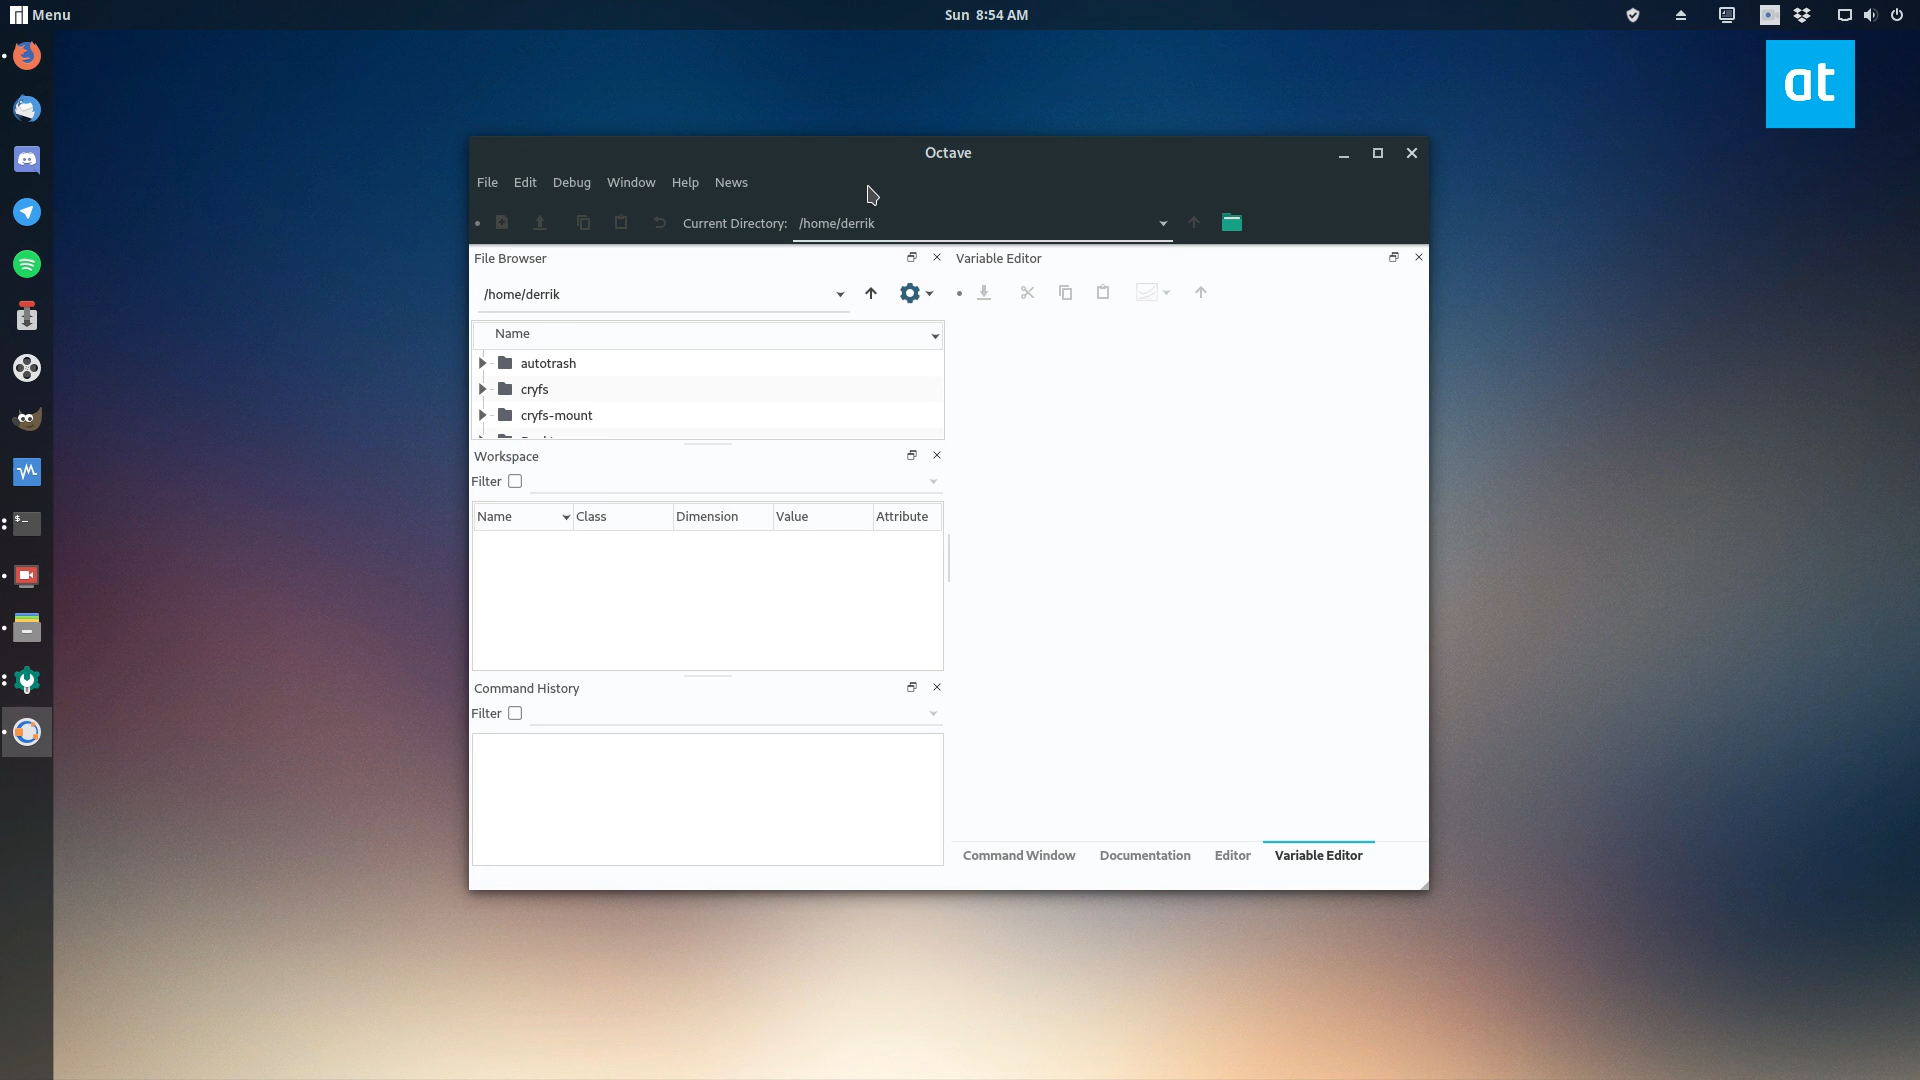 Menu
Sun 8:54 AM
at
Octave
File Edit Debug Window Help News
Current Directory: /home/derrik
File Browser
/home/derrik
Name
autotrash
cryfs
cryfs-mount
Workspace
Filter
Name Class Dimension Value Attribute
Command History
Filter
Variable Editor
Command Window Documentation Editor Variable Editor